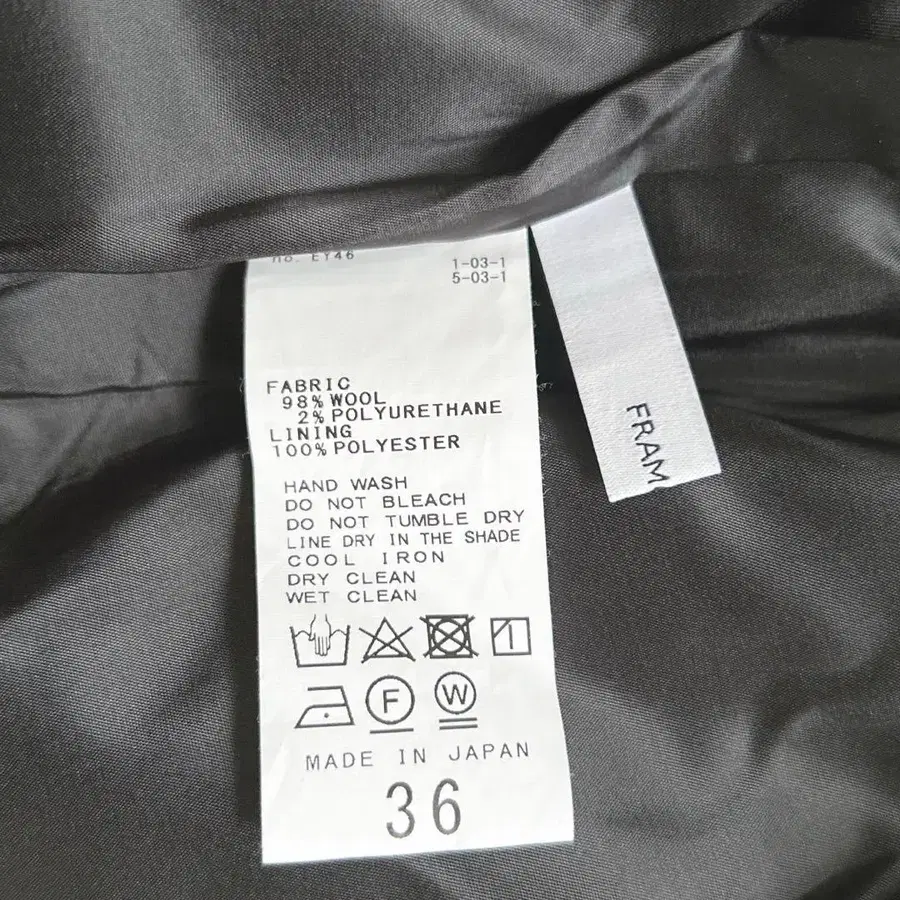 no. EY46
1-03-1
5-03-1
FABRIC
98% WOOL
2% POLYURETHANE
LINING
100% POLYESTER
HAND WASH
DO NOT BLEACH
DO NOT TUMBLE DRY
LINE DRY IN THE SHADE
COOL IRON
DRY CLEAN
WET CLEAN
F
W
MADE IN JAPAN
36
FRAM